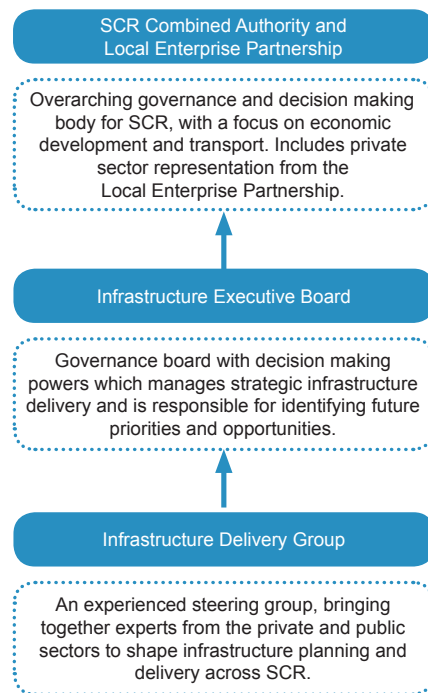 SCR Combined Authority and
Local Enterprise Partnership
Overarching governance and decision making
body for SCR, with a focus on economic
development and transport. Includes private
sector representation from the
Local Enterprise Partnership.
Infrastructure Executive Board
Governance board with decision making
powers which manages strategic infrastructure
delivery and is responsible for identifying future
priorities and opportunities.
Infrastructure Delivery Group
An experienced steering group, bringing
together experts from the private and public
sectors to shape infrastructure planning and
delivery across SCR.